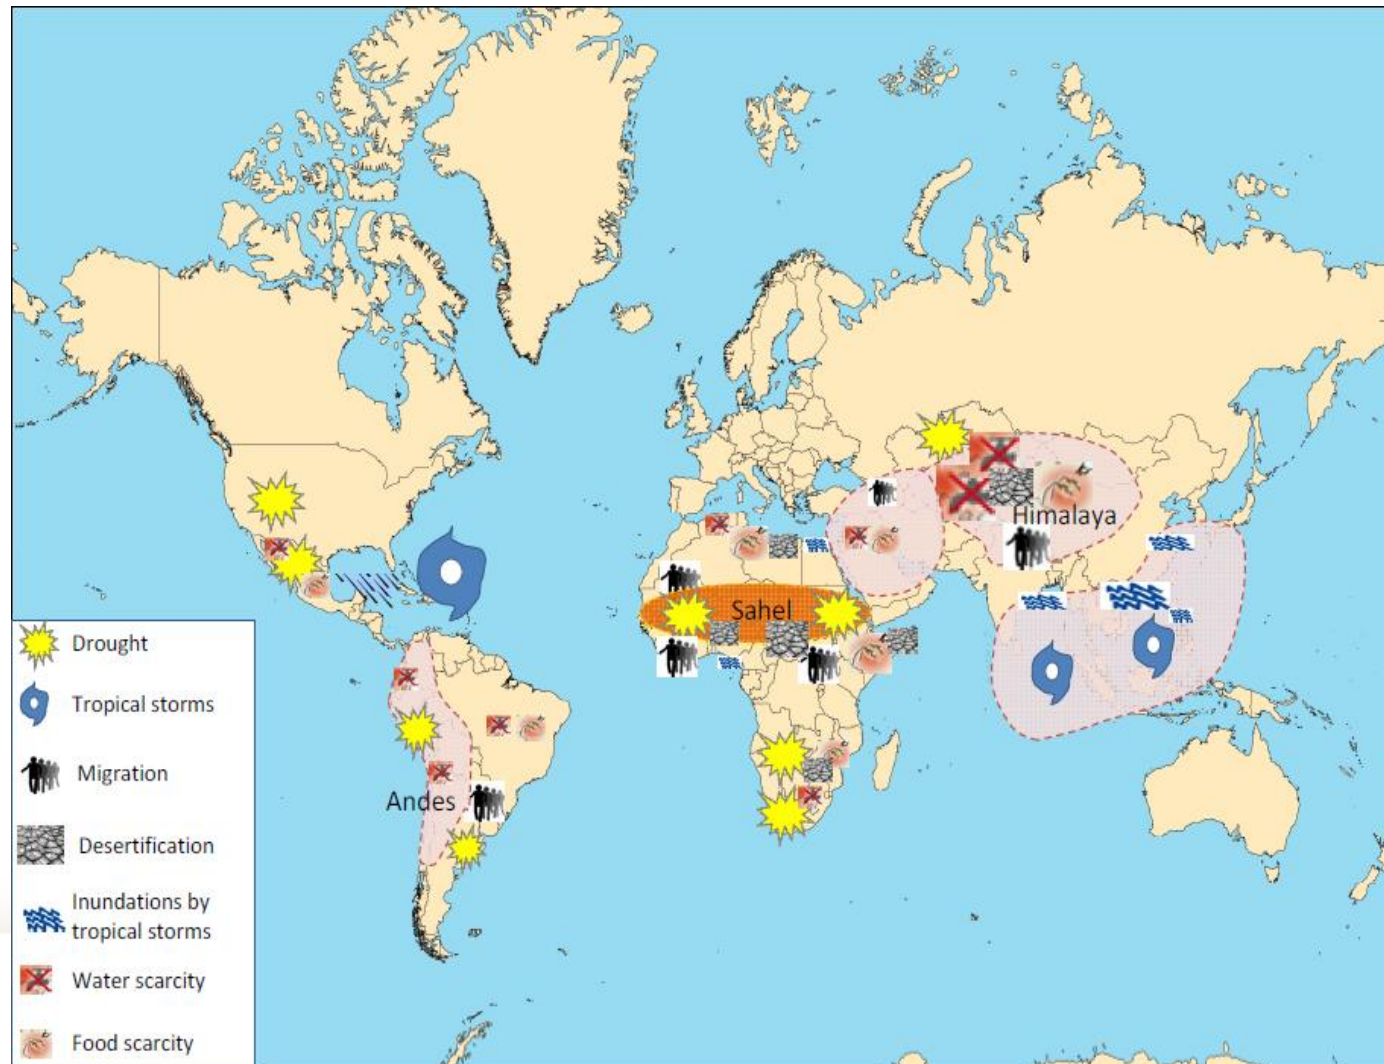 Himalaya
Sahel
Andes
Drought
Tropical storms
Migration
Desertification
Inundations by
tropical storms
Water scarcity
Food scarcity